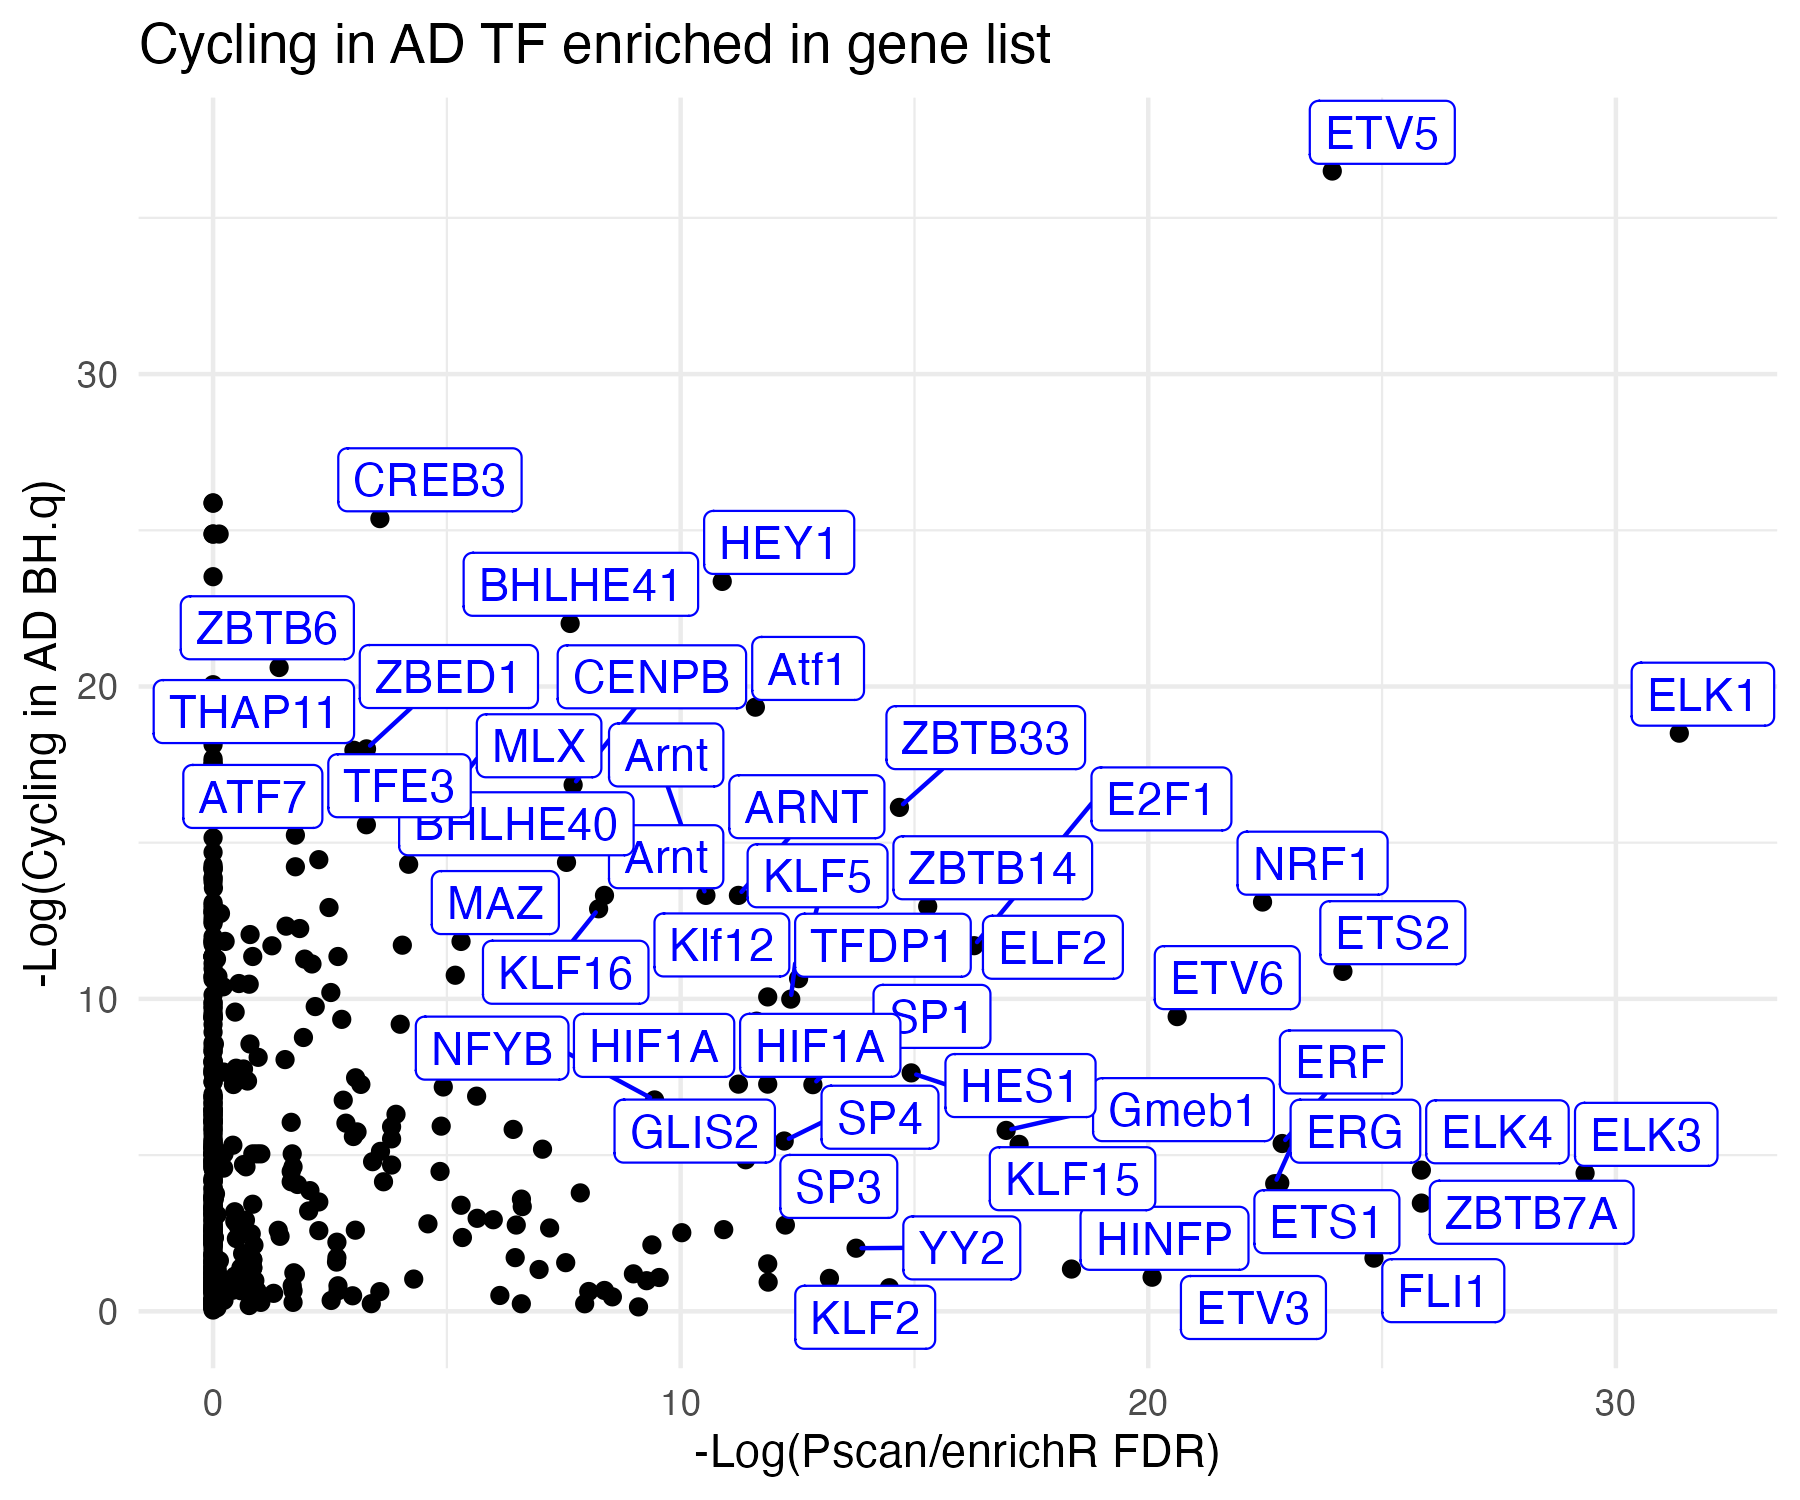 Cycling in AD TF enriched in gene list
ETV5
30
CREB3
HEY1
BHLHE41
ZBTB6
ZBED1
CENPB
Atf1
20
ELK1
THAP11
MLX
Arnt
ZBTB33
ATF7
TFE3
ARNT
E2F1
BHLHE40
Arnt
KLF5
ZBTB14
NRF1
MAZ
ETS2
Klf12
TFDP1
ELF2
KLF16
ETV6
10
SP1
NFYB
HIF1A
HIF1A
ERF
HES1
Gmeb1
GLIS2
SP4
ERG
ELK4
ELK3
SP3
KLF15
ETS1
ZBTB7A
YY2
HINFP
FLI1
0
KLF2
ETV3
0
10
20
30
-Log(Pscan/enrichR FDR)
-Log(Cycling in AD BH.q)